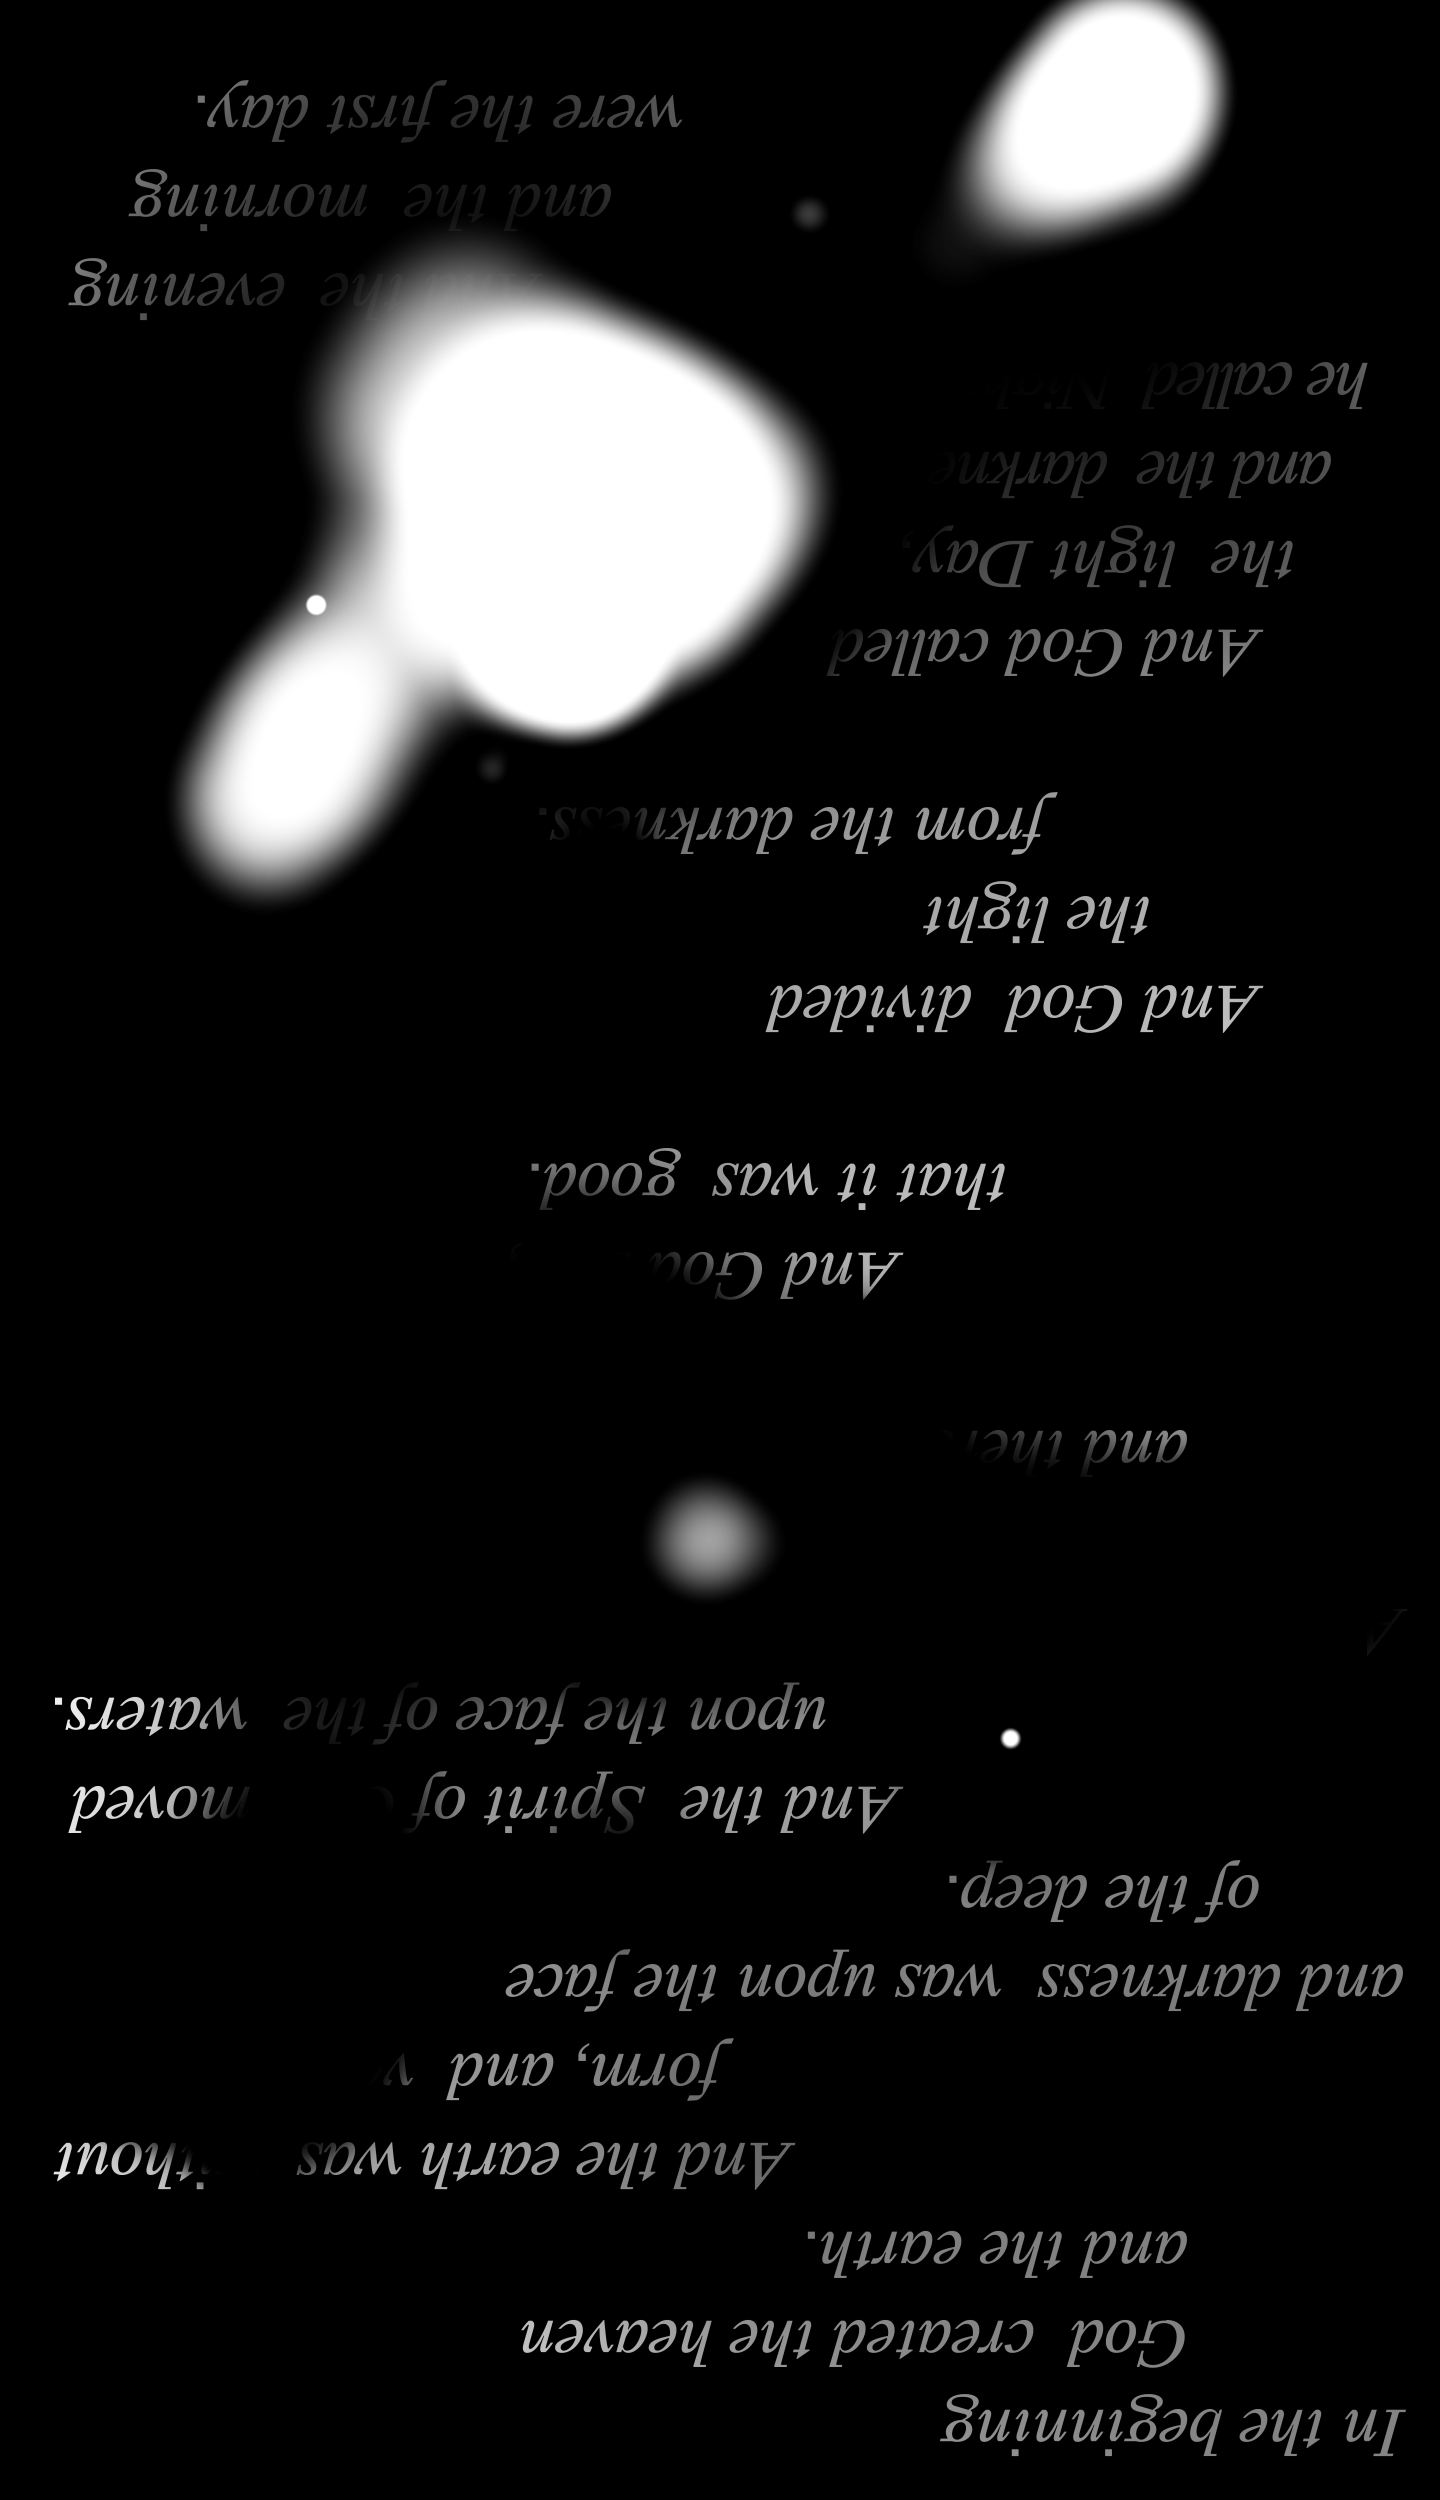 In the beginning
God created the heaven
and the earth.
And the earth was
form, and
and darkness was upon the face
of the deep.
And the Spirit of moved
upon the face of the waters.
and
And God
that it was good.
And God divided
the light
from the darkness.
And God called
the light Day,
and the
he called
evening
and the morning
were the first day.